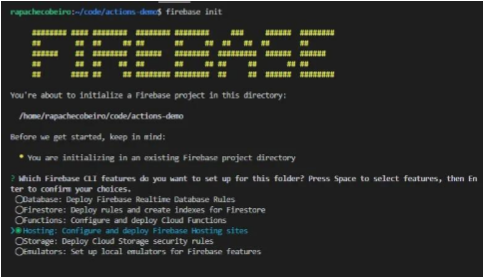 rapachecobeiro:~/code/actions-demo$ firebase init
FIREBASE
You're about to initialize a Firebase project in this directory:
/home/rapachecobeiro/code/actions-demo
Before we get started, keep in mind:
* You are initializing in an existing Firebase project directory
? Which Firebase CLI features do you want to set up for this folder? Press Space to select features, then En
ter to confirm your choices.
◯Database: Deploy Firebase Realtime Database Rules
◯Firestore: Deploy rules and create indexes for Firestore
◯Functions: Configure and deploy Cloud Functions
❯◉Hosting: Configure and deploy Firebase Hosting sites
◯Storage: Deploy Cloud Storage security rules
◯Emulators: Set up local emulators for Firebase features